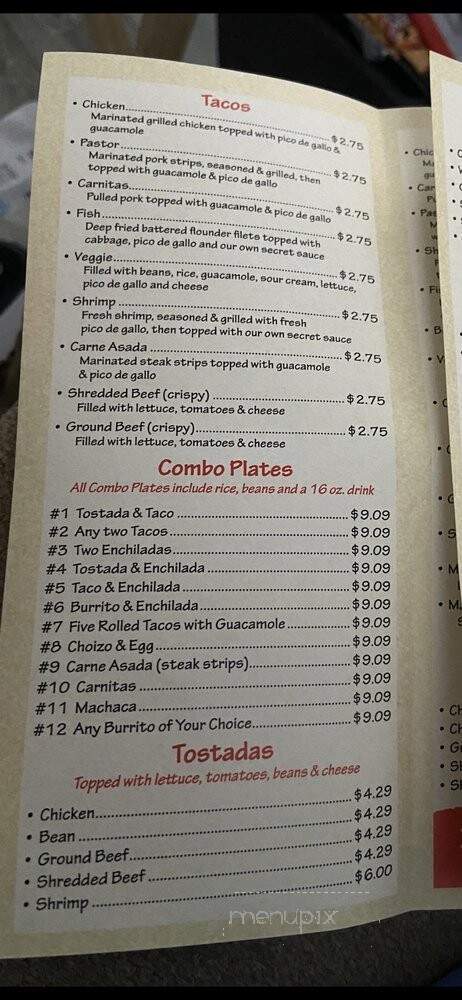 Tacos
• Chicken..............$2.75
Marinated grilled chicken topped with pico de gallo &
guacamole
• Pastor..............$2.75
Marinated pork strips, seasoned & grilled, then
topped with guacamole & pico de gallo
• Carnitas..............$2.75
Pulled pork topped with guacamole & pico de gallo
• Fish..............$2.75
Deep fried battered flounder filets topped with
cabbage, pico de gallo and our own secret sauce
• Veggie..............$2.75
Filled with beans, rice, guacamole, sour cream, lettuce,
pico de gallo and cheese
• Shrimp..............$2.75
Fresh shrimp, seasoned & grilled with fresh
pico de gallo, then topped with our own secret sauce
• Carne Asada..............$2.75
Marinated steak strips topped with guacamole
& pico de gallo
• Shredded Beef (crispy)..............$2.75
Filled with lettuce, tomatoes & cheese
• Ground Beef (crispy)..............$2.75
Filled with lettuce, tomatoes & cheese
Combo Plates
All Combo Plates include rice, beans and a 16 oz. drink
#1 Tostada & Taco..............$9.09
#2 Any two Tacos..............$9.09
#3 Two Enchiladas..............$9.09
#4 Tostada & Enchilada..............$9.09
#5 Taco & Enchilada..............$9.09
#6 Burrito & Enchilada..............$9.09
#7 Five Rolled Tacos with Guacamole..............$9.09
#8 Choizo & Egg..............$9.09
#9 Carne Asada (steak strips)..............$9.09
#10 Carnitas..............$9.09
#11 Machaca..............$9.09
#12 Any Burrito of Your Choice..............$9.09
Tostadas
Topped with lettuce, tomatoes, beans & cheese
• Chicken..............$4.29
• Bean..............$4.29
• Ground Beef..............$4.29
• Shredded Beef..............$4.29
• Shrimp..............$6.00
menupix